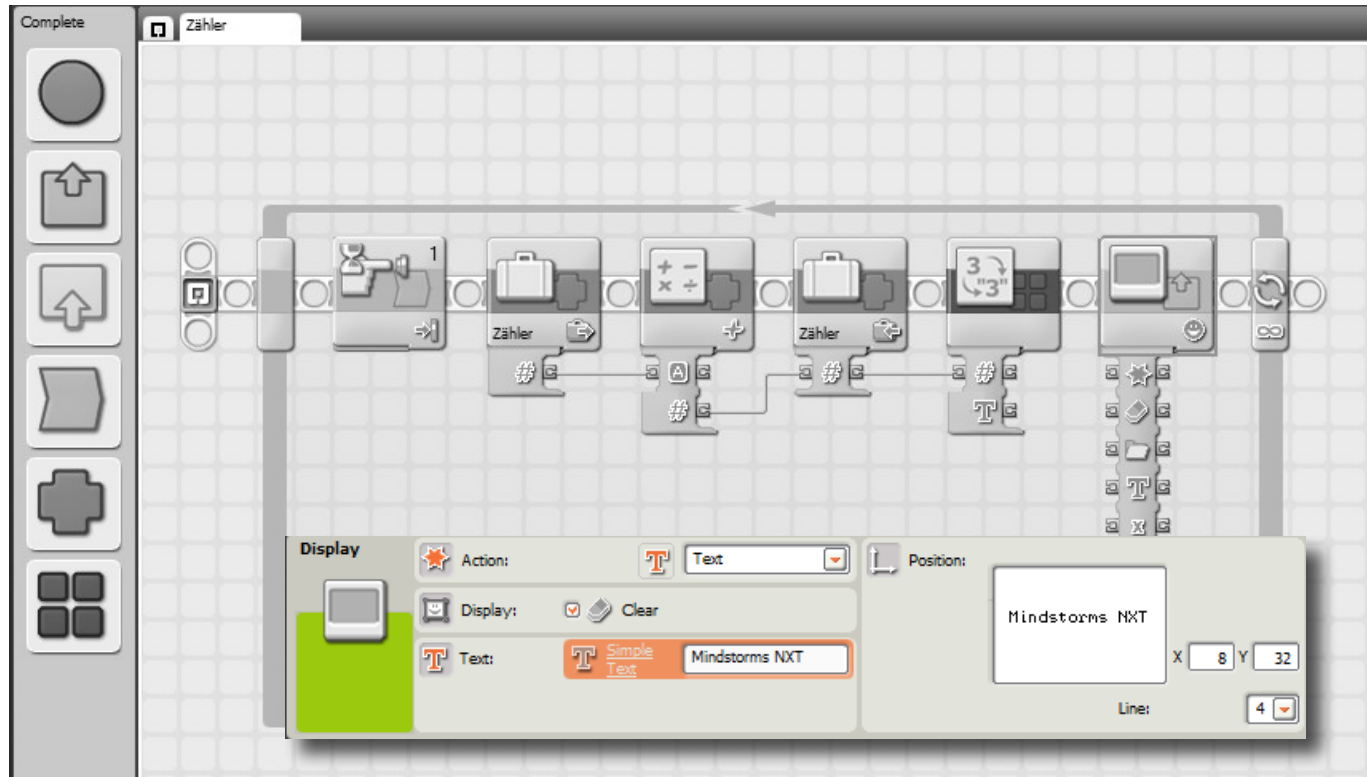 Complete
Zähler
1
3
"3"
Zähler
Zähler
#
A
#
#
#
T
T
x
Display
Action:
T
Text
Position:
Display:
Clear
Mindstorms NXT
T
Text:
T
Simple
Text
Mindstorms NXT
X 8 Y 32
Line: 4